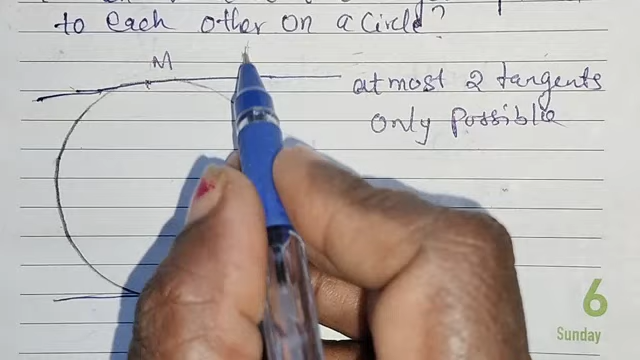 to each other on a Circle?
M
atmost 2 tangents
only possible
6
Sunday